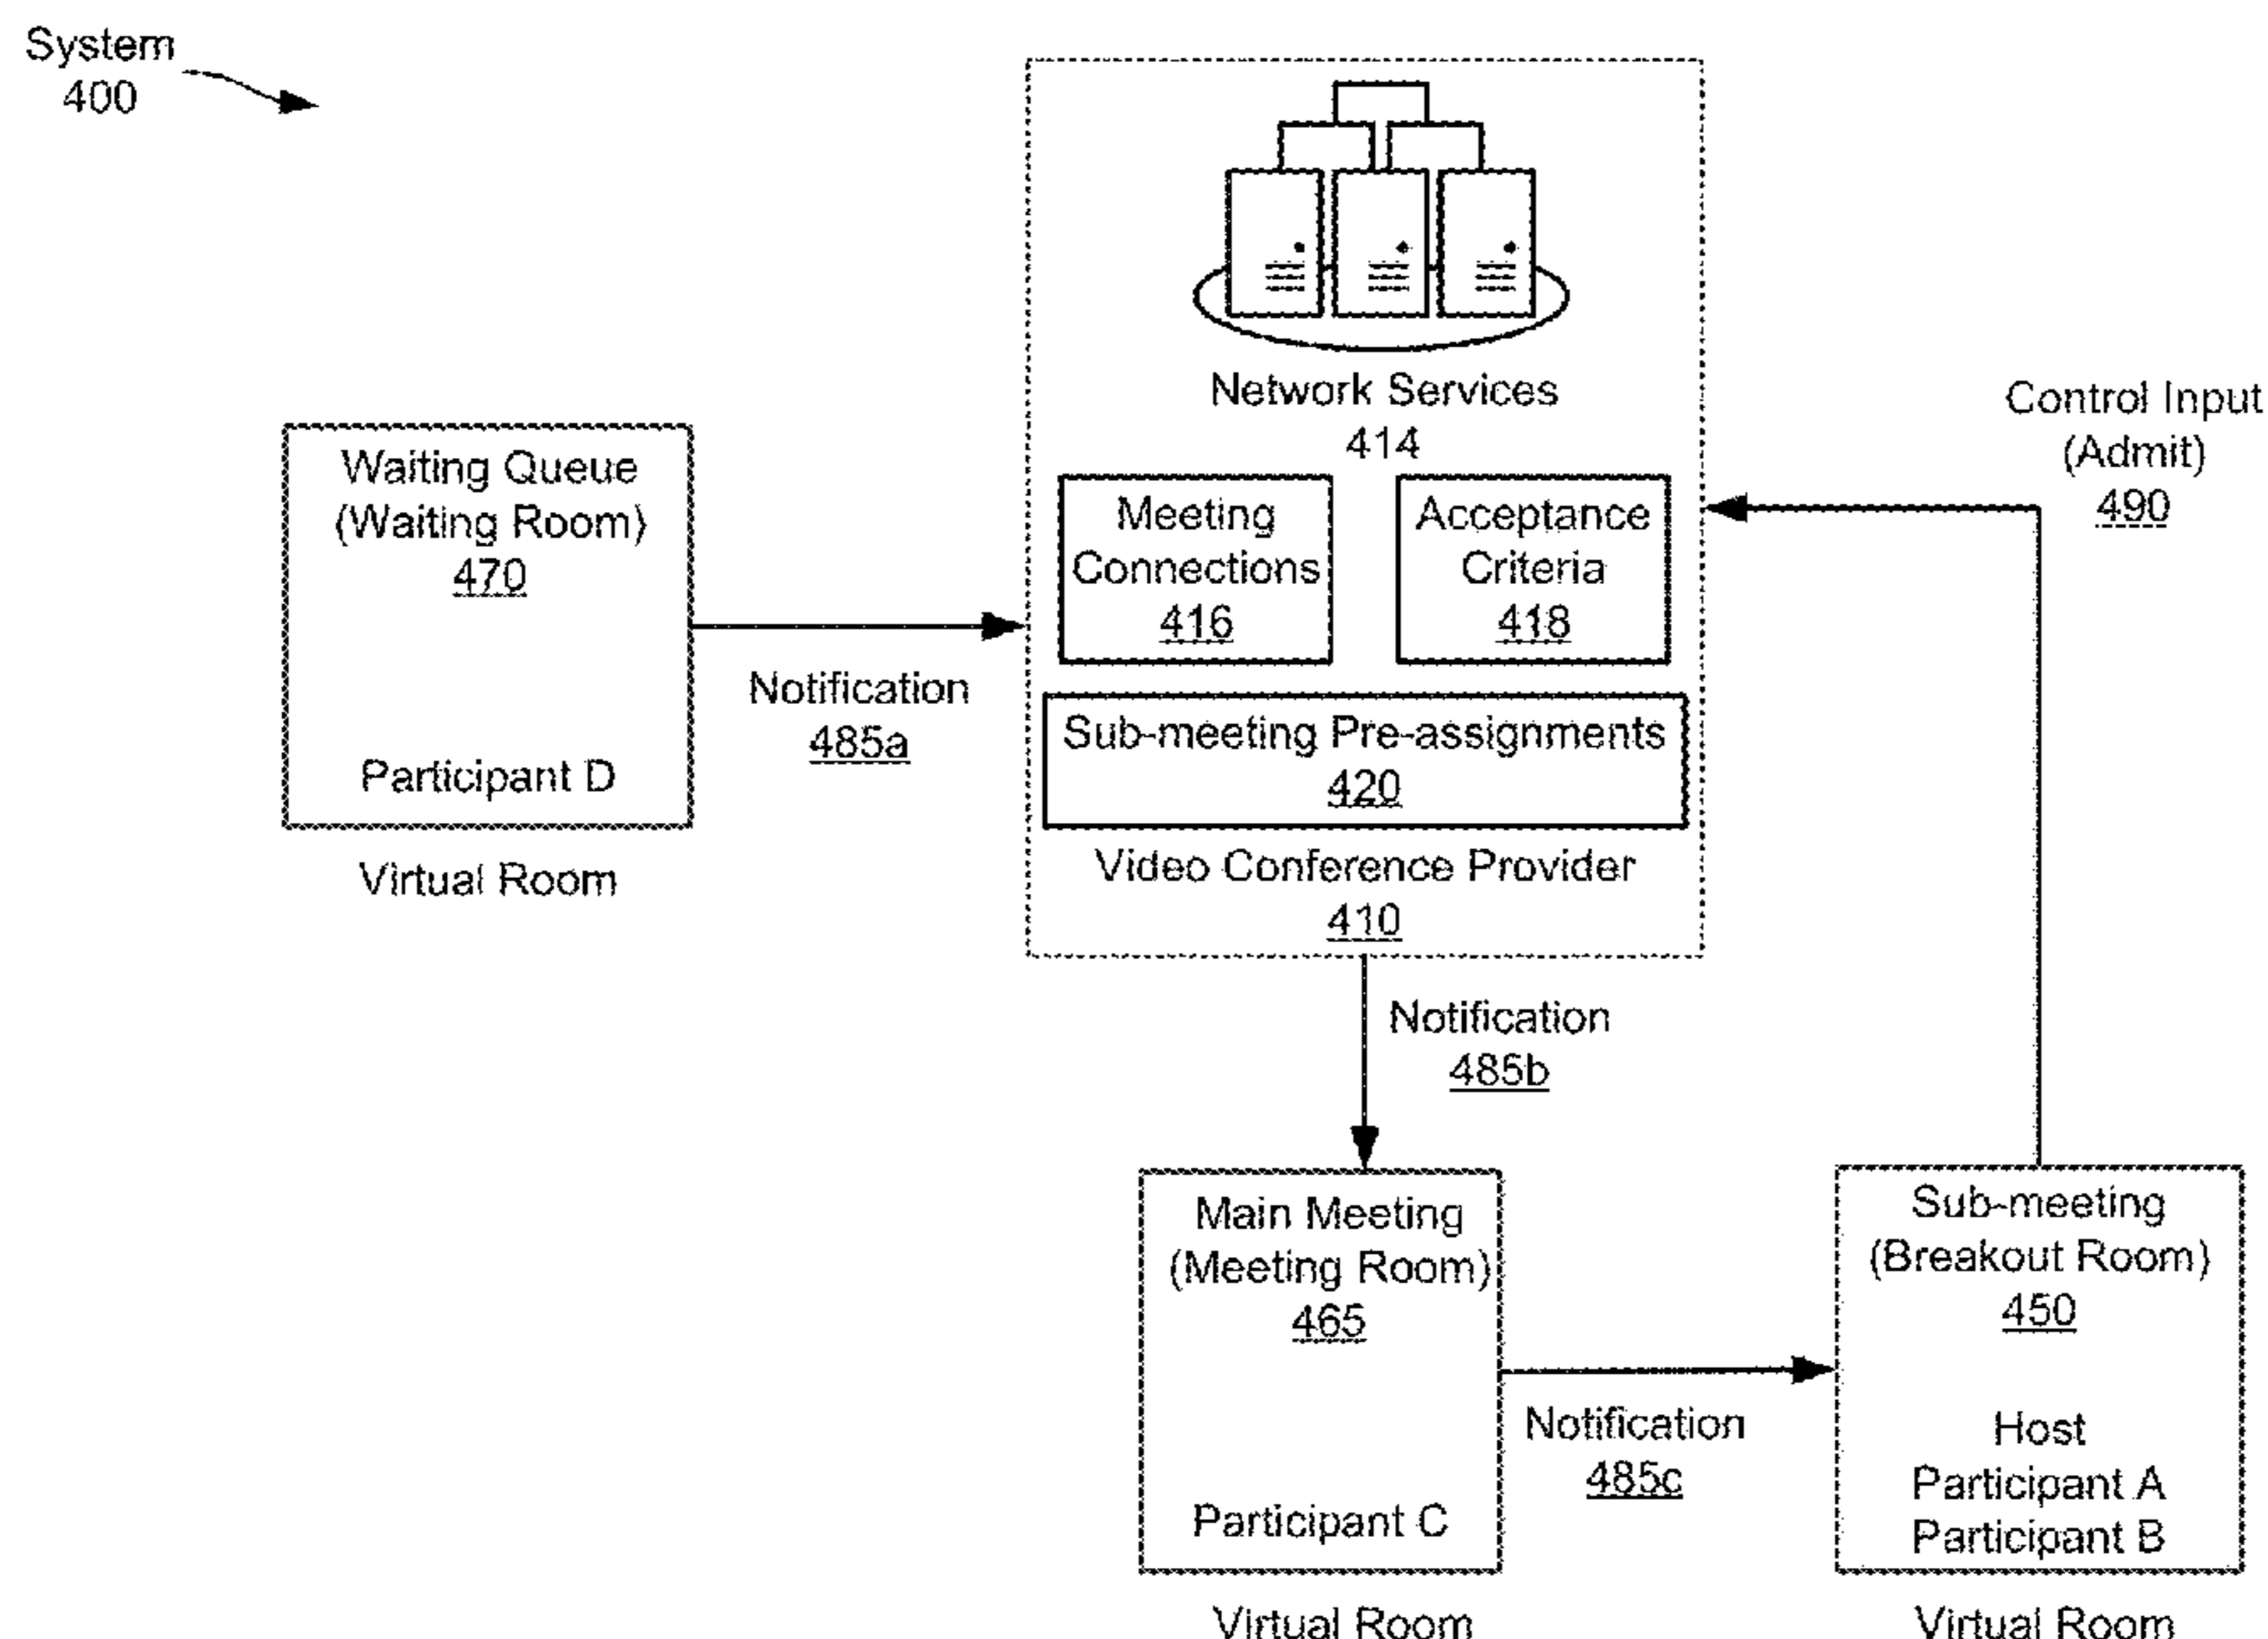 System
400
Network Services
414
Control Input
(Admit)
490
Waiting Queue
(Waiting Room)
470
Participant D
Virtual Room
Notification
485a
Meeting
Connections
416
Acceptance
Criteria
418
Sub-meeting Pre-assignments
420
Video Conference Provider
410
Notification
485b
Main Meeting
(Meeting Room)
465
Participant C
Virtual Room
Notification
485c
Sub-meeting
(Breakout Room)
450
Host
Participant A
Participant B
Virtual Room